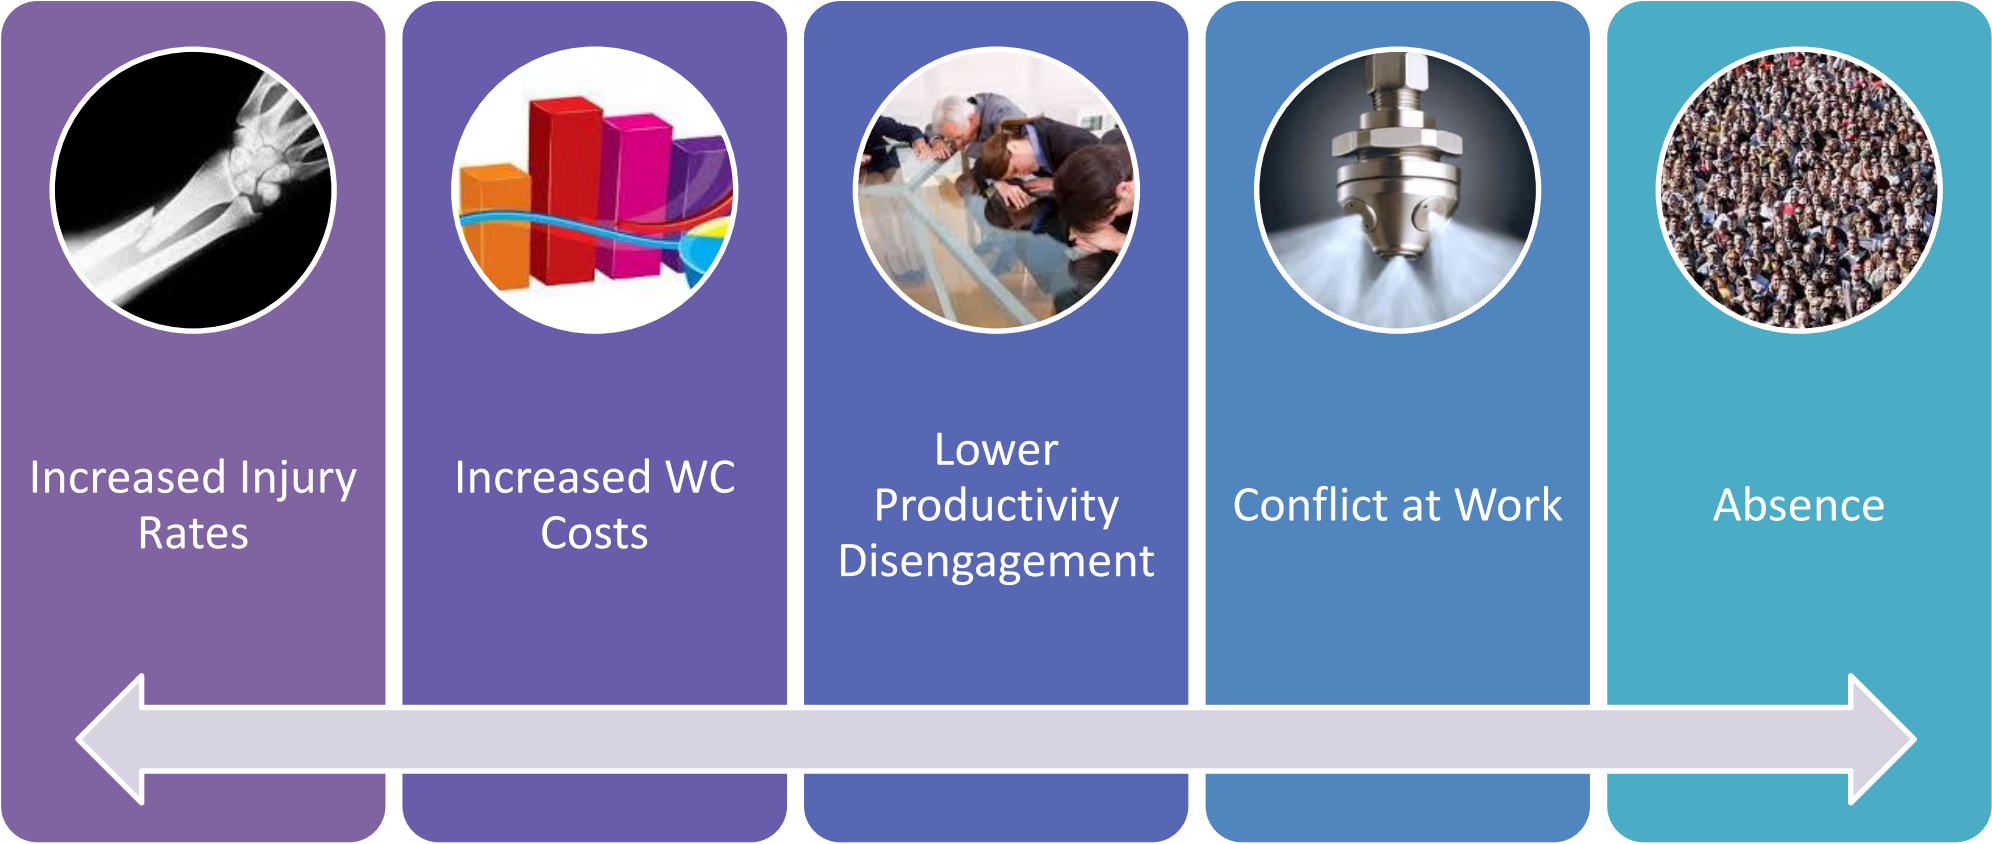 Increased Injury
Rates
Increased WC
Costs
Lower
Productivity
Disengagement
Conflict at Work
Absence